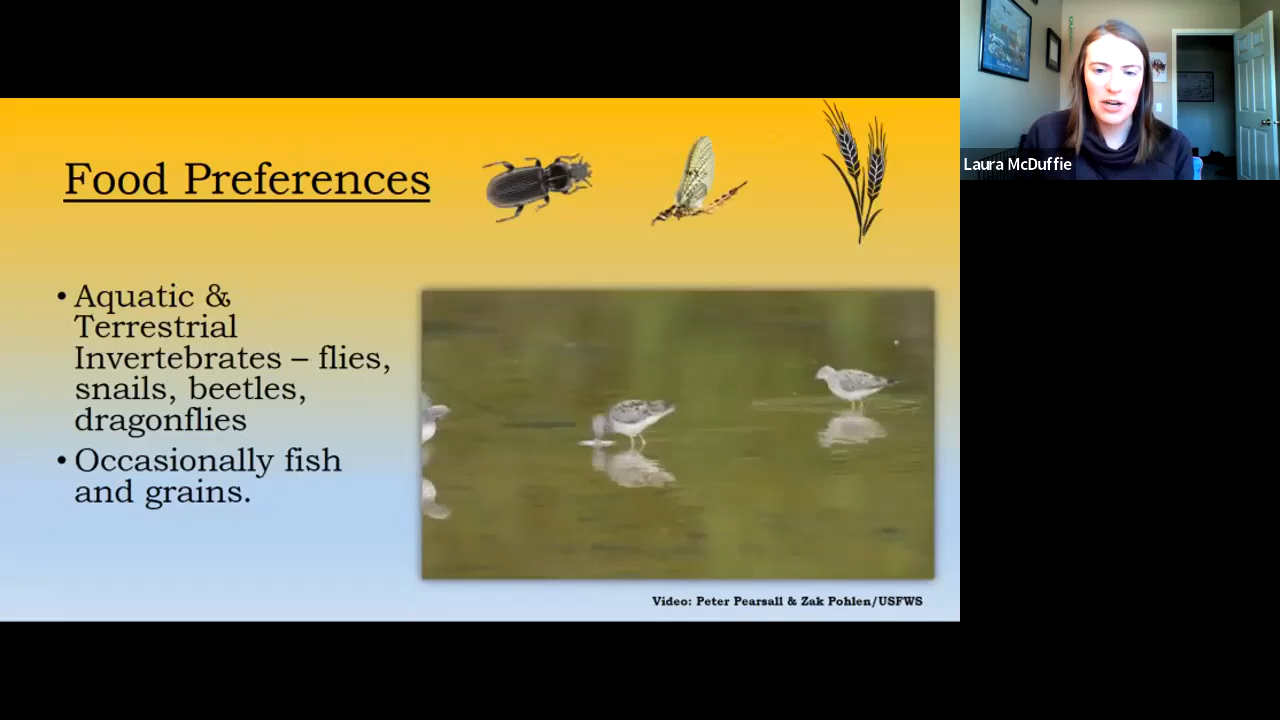 Laura McDuffie
Food Preferences
• Aquatic &
Terrestrial
Invertebrates – flies,
snails, beetles,
dragonflies
• Occasionally fish
and grains.
Video: Peter Pearsall & Zak Pohlen/USFWS